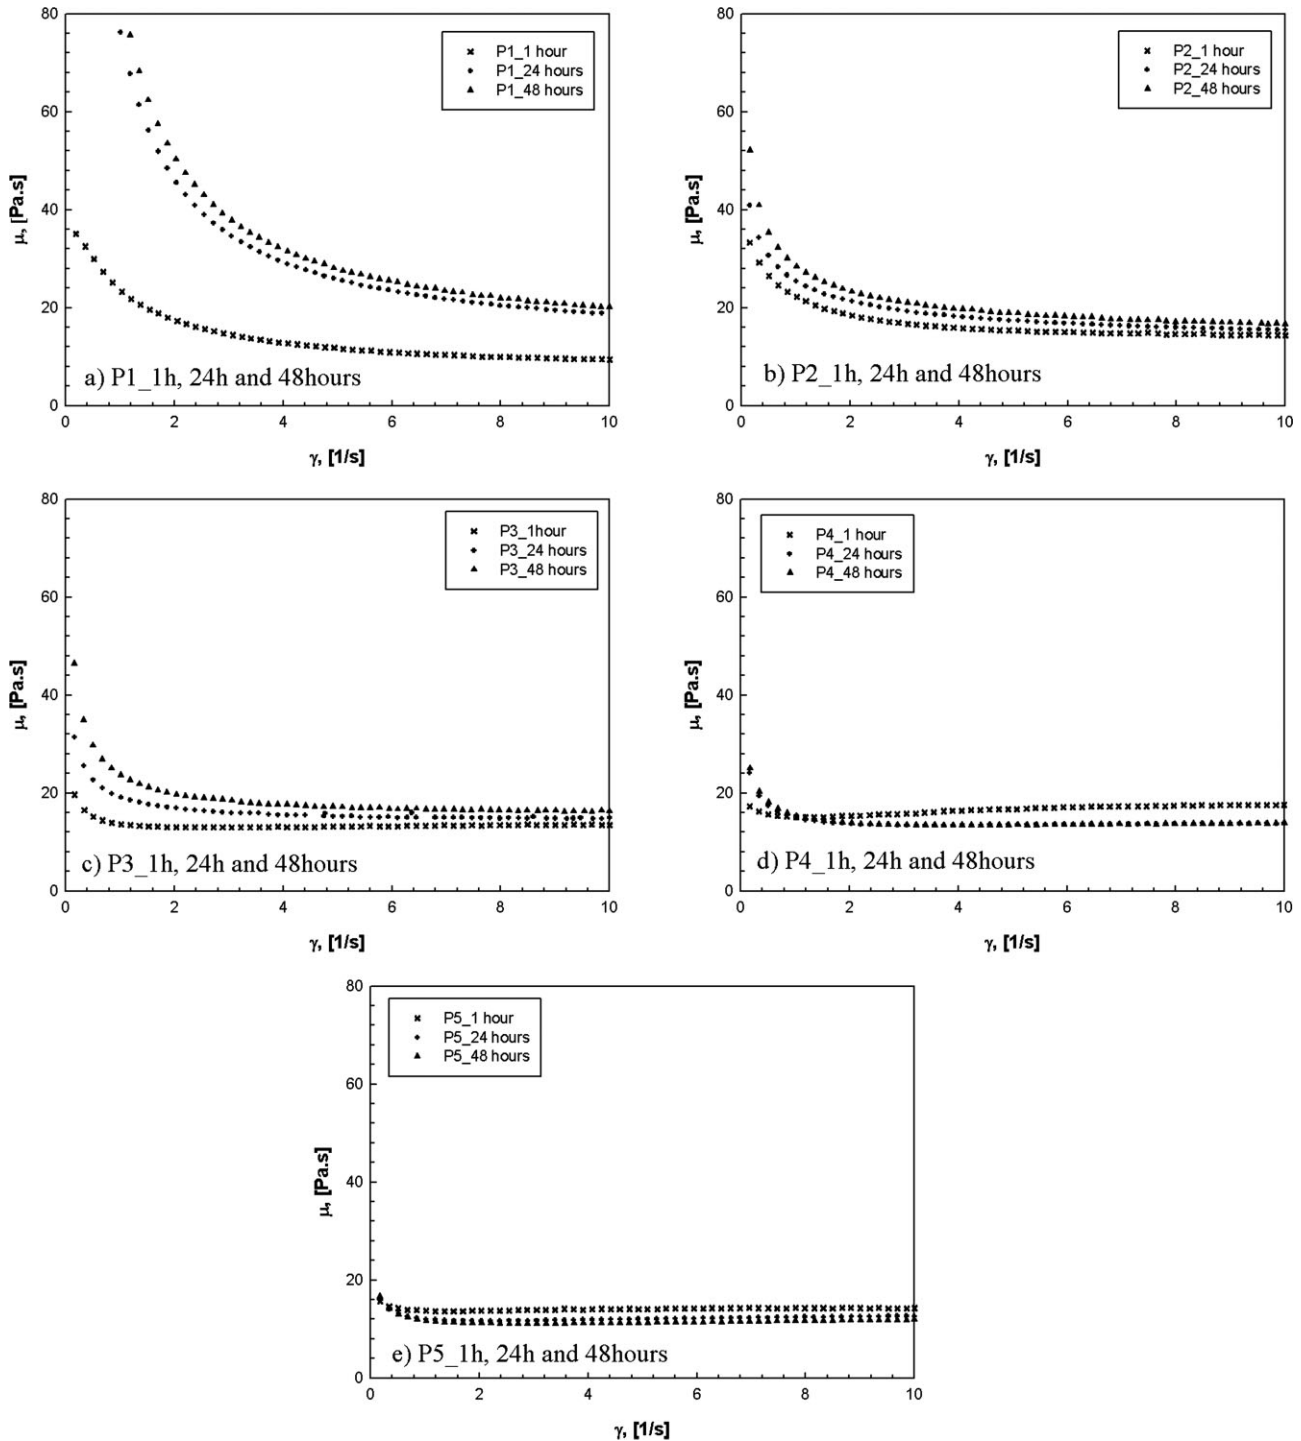 80
60
40
20
0
μ, [Pa.s]
P1_1 hour
P1_24 hours
P1_48 hours
a) P1_1h, 24h and 48hours
0 2 4 6 8 10
γ, [1/s]
80
60
40
20
0
μ, [Pa.s]
P2_1 hour
P2_24 hours
P2_48 hours
b) P2_1h, 24h and 48hours
0 2 4 6 8 10
γ, [1/s]
80
60
40
20
0
μ, [Pa.s]
P3_1hour
P3_24 hours
P3_48 hours
c) P3_1h, 24h and 48hours
0 2 4 6 8 10
γ, [1/s]
80
60
40
20
0
μ, [Pa.s]
P4_1 hour
P4_24 hours
P4_48 hours
d) P4_1h, 24h and 48hours
0 2 4 6 8 10
γ, [1/s]
80
60
40
20
0
μ, [Pa.s]
P5_1 hour
P5_24 hours
P5_48 hours
e) P5_1h, 24h and 48hours
0 2 4 6 8 10
γ, [1/s]